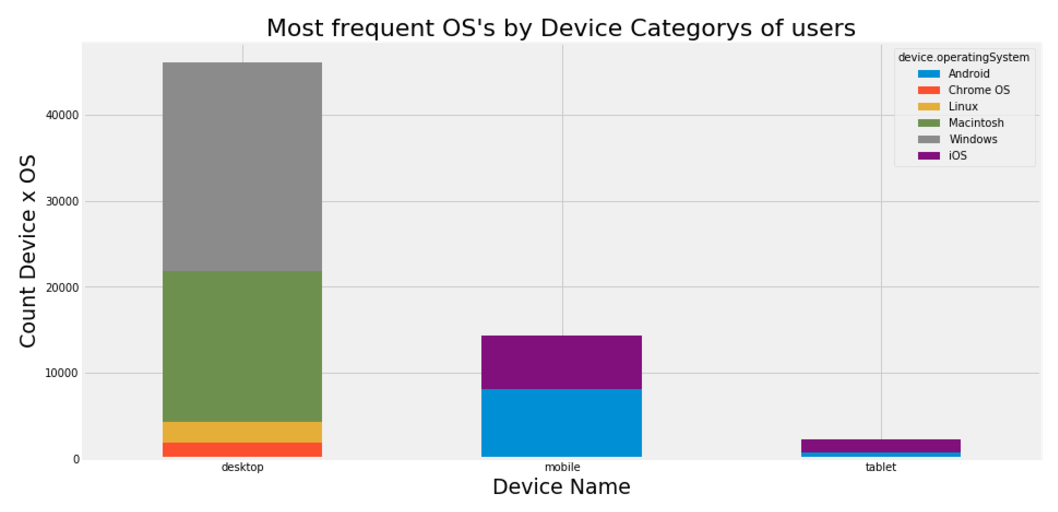 Most frequent OS's by Device Categorys of users
device.operatingSystem
Android
Chrome OS
Linux
Macintosh
Windows
iOS
Count Device x OS
40000
30000
20000
10000
0
desktop
mobile
tablet
Device Name